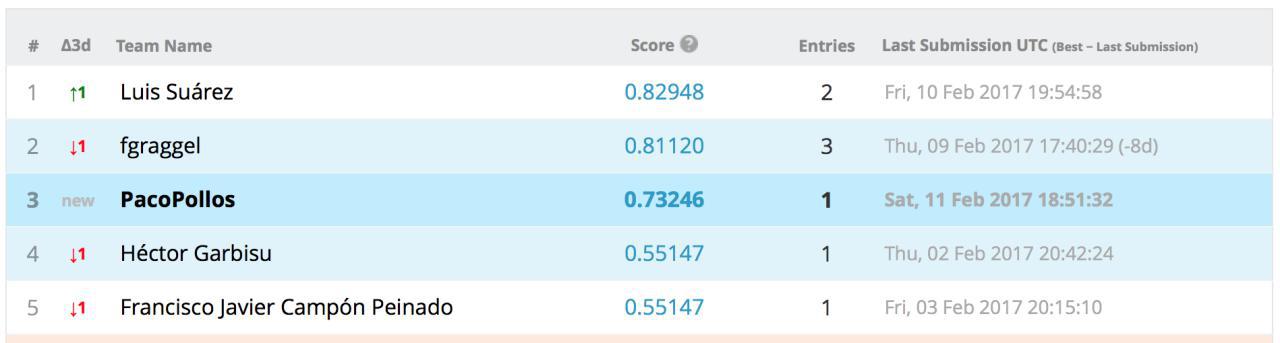 # Δ3d Team Name Score ? Entries Last Submission UTC (Best − Last Submission)
1 ↑1 Luis Suárez 0.82948 2 Fri, 10 Feb 2017 19:54:58
2 ↓1 fgraggel 0.81120 3 Thu, 09 Feb 2017 17:40:29 (-8d)
3 new PacoPollos 0.73246 1 Sat, 11 Feb 2017 18:51:32
4 ↓1 Héctor Garbisu 0.55147 1 Thu, 02 Feb 2017 20:42:24
5 ↓1 Francisco Javier Campón Peinado 0.55147 1 Fri, 03 Feb 2017 20:15:10